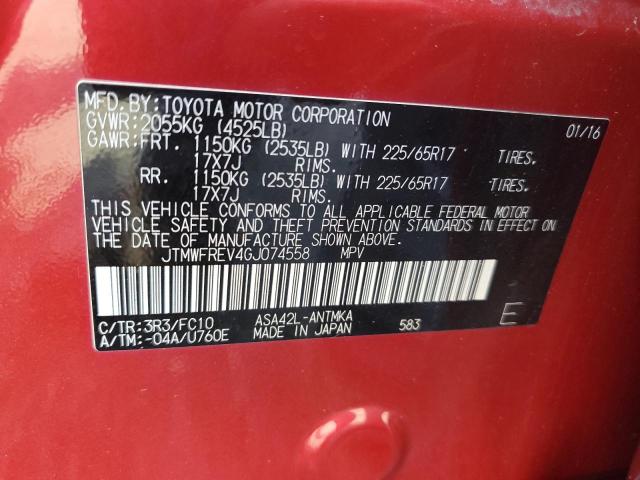 MFD.BY:TOYOTA MOTOR CORPORATION 01/16
GVWR:2055KG (4525LB)
GAWR:FRT. 1150KG (2535LB) WITH 225/65R17 TIRES.
17X7J RIMS.
RR. 1150KG (2535LB) WITH 225/65R17 TIRES.
17X7J RIMS.
THIS VEHICLE CONFORMS TO ALL APPLICABLE FEDERAL MOTOR
VEHICLE SAFETY AND THEFT PREVENTION STANDARDS IN EFFECT ON
THE DATE OF MANUFACTURE SHOWN ABOVE.
JTMWFREV4GJ074558 MPV
C/TR:3R3/FC10 ASA42L-ANTMKA 583 E
A/TM:-04A/U760E MADE IN JAPAN